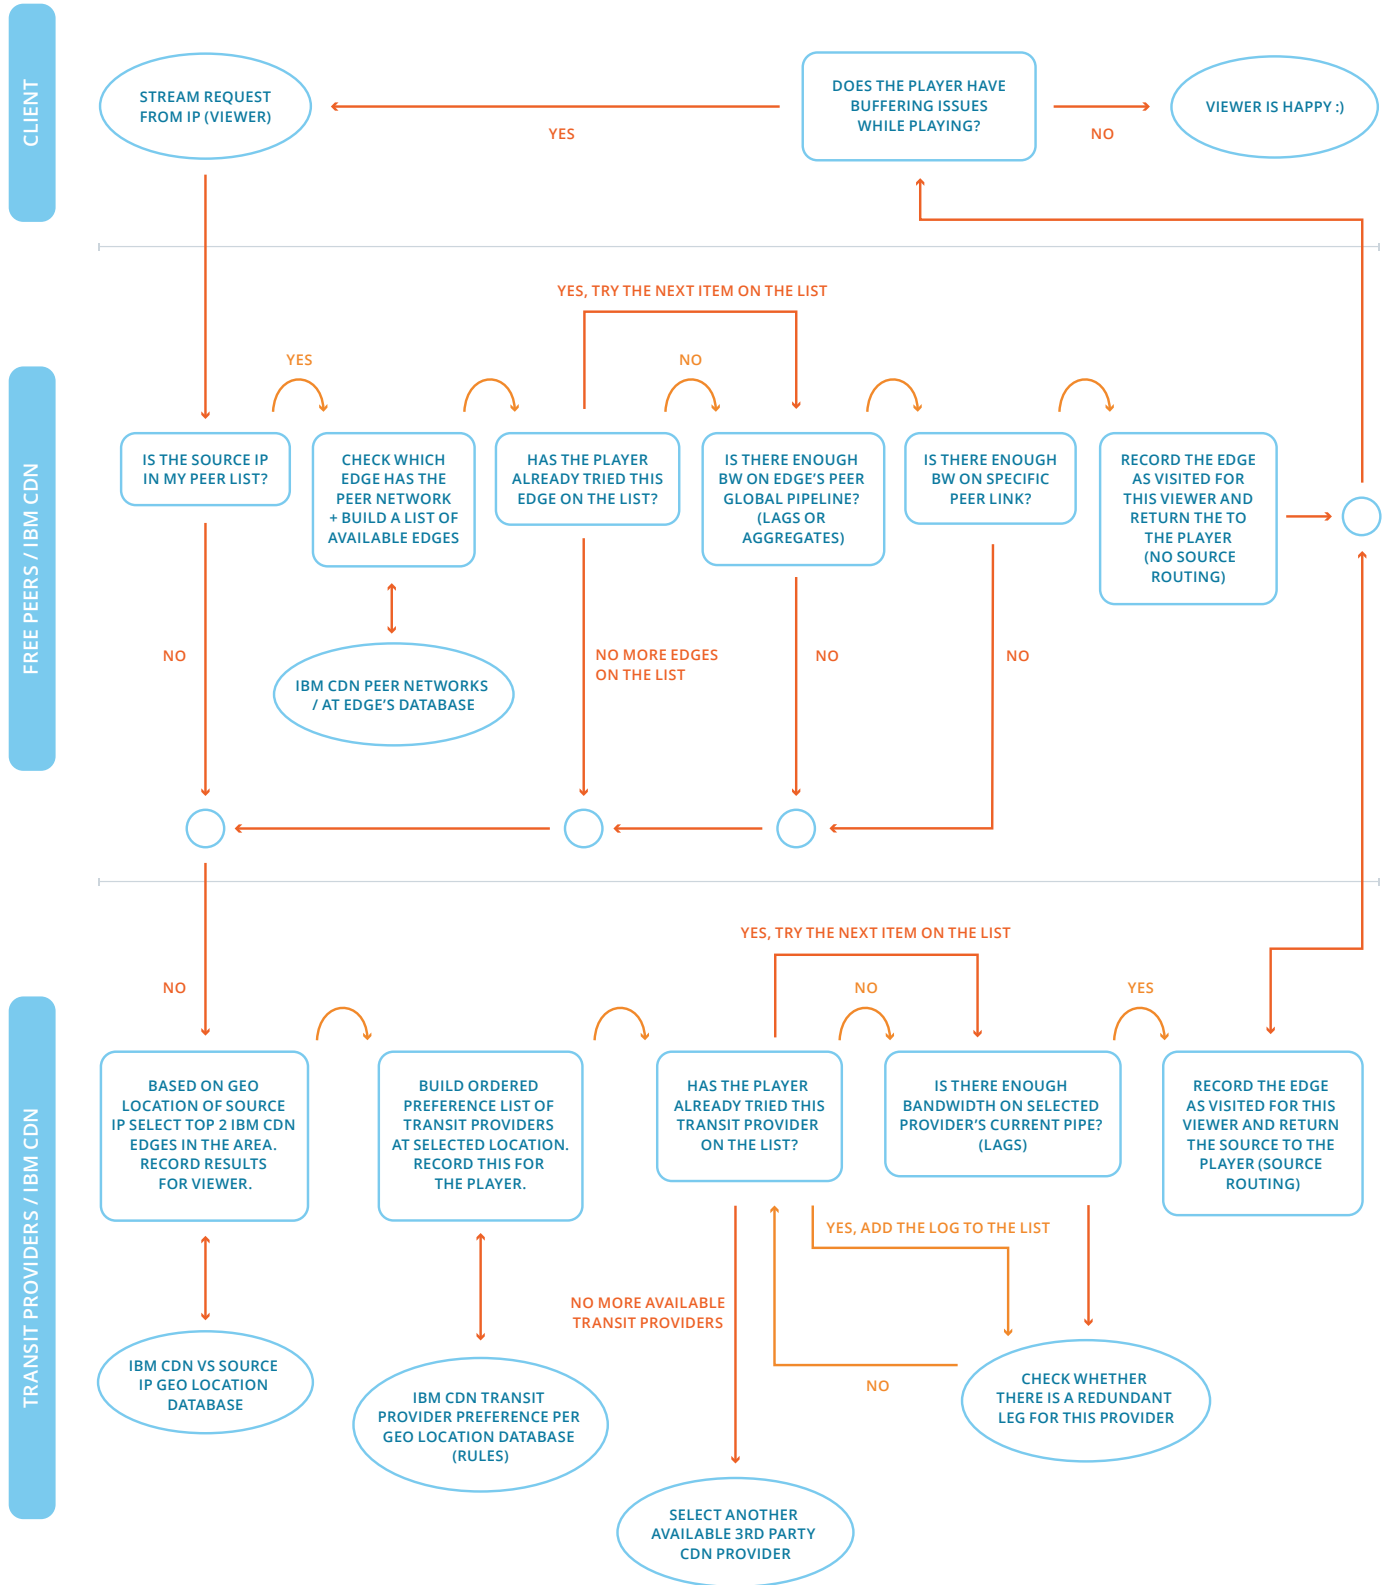 CLIENT
STREAM REQUEST
FROM IP (VIEWER)
YES
DOES THE PLAYER HAVE
BUFFERING ISSUES
WHILE PLAYING?
NO
VIEWER IS HAPPY :)
FREE PEERS / IBM CDN
YES, TRY THE NEXT ITEM ON THE LIST
YES
NO
IS THE SOURCE IP
IN MY PEER LIST?
CHECK WHICH
EDGE HAS THE
PEER NETWORK
+ BUILD A LIST OF
AVAILABLE EDGES
HAS THE PLAYER
ALREADY TRIED THIS
EDGE ON THE LIST?
IS THERE ENOUGH
BW ON EDGE'S PEER
GLOBAL PIPELINE?
(LAGS OR
AGGREGATES)
IS THERE ENOUGH
BW ON SPECIFIC
PEER LINK?
RECORD THE EDGE
AS VISITED FOR
THIS VIEWER AND
RETURN THE TO
THE PLAYER
(NO SOURCE
ROUTING)
NO
IBM CDN PEER NETWORKS
/ AT EDGE'S DATABASE
NO MORE EDGES
ON THE LIST
NO
NO
TRANSIT PROVIDERS / IBM CDN
YES, TRY THE NEXT ITEM ON THE LIST
NO
NO
YES
BASED ON GEO
LOCATION OF SOURCE
IP SELECT TOP 2 IBM CDN
EDGES IN THE AREA.
RECORD RESULTS
FOR VIEWER.
BUILD ORDERED
PREFERENCE LIST OF
TRANSIT PROVIDERS
AT SELECTED LOCATION.
RECORD THIS FOR
THE PLAYER.
HAS THE PLAYER
ALREADY TRIED THIS
TRANSIT PROVIDER
ON THE LIST?
IS THERE ENOUGH
BANDWIDTH ON SELECTED
PROVIDER'S CURRENT PIPE?
(LAGS)
RECORD THE EDGE
AS VISITED FOR THIS
VIEWER AND RETURN
THE SOURCE TO THE
PLAYER (SOURCE
ROUTING)
YES, ADD THE LOG TO THE LIST
NO MORE AVAILABLE
TRANSIT PROVIDERS
IBM CDN VS SOURCE
IP GEO LOCATION
DATABASE
IBM CDN TRANSIT
PROVIDER PREFERENCE PER
GEO LOCATION DATABASE
(RULES)
NO
CHECK WHETHER
THERE IS A REDUNDANT
LEG FOR THIS PROVIDER
SELECT ANOTHER
AVAILABLE 3RD PARTY
CDN PROVIDER